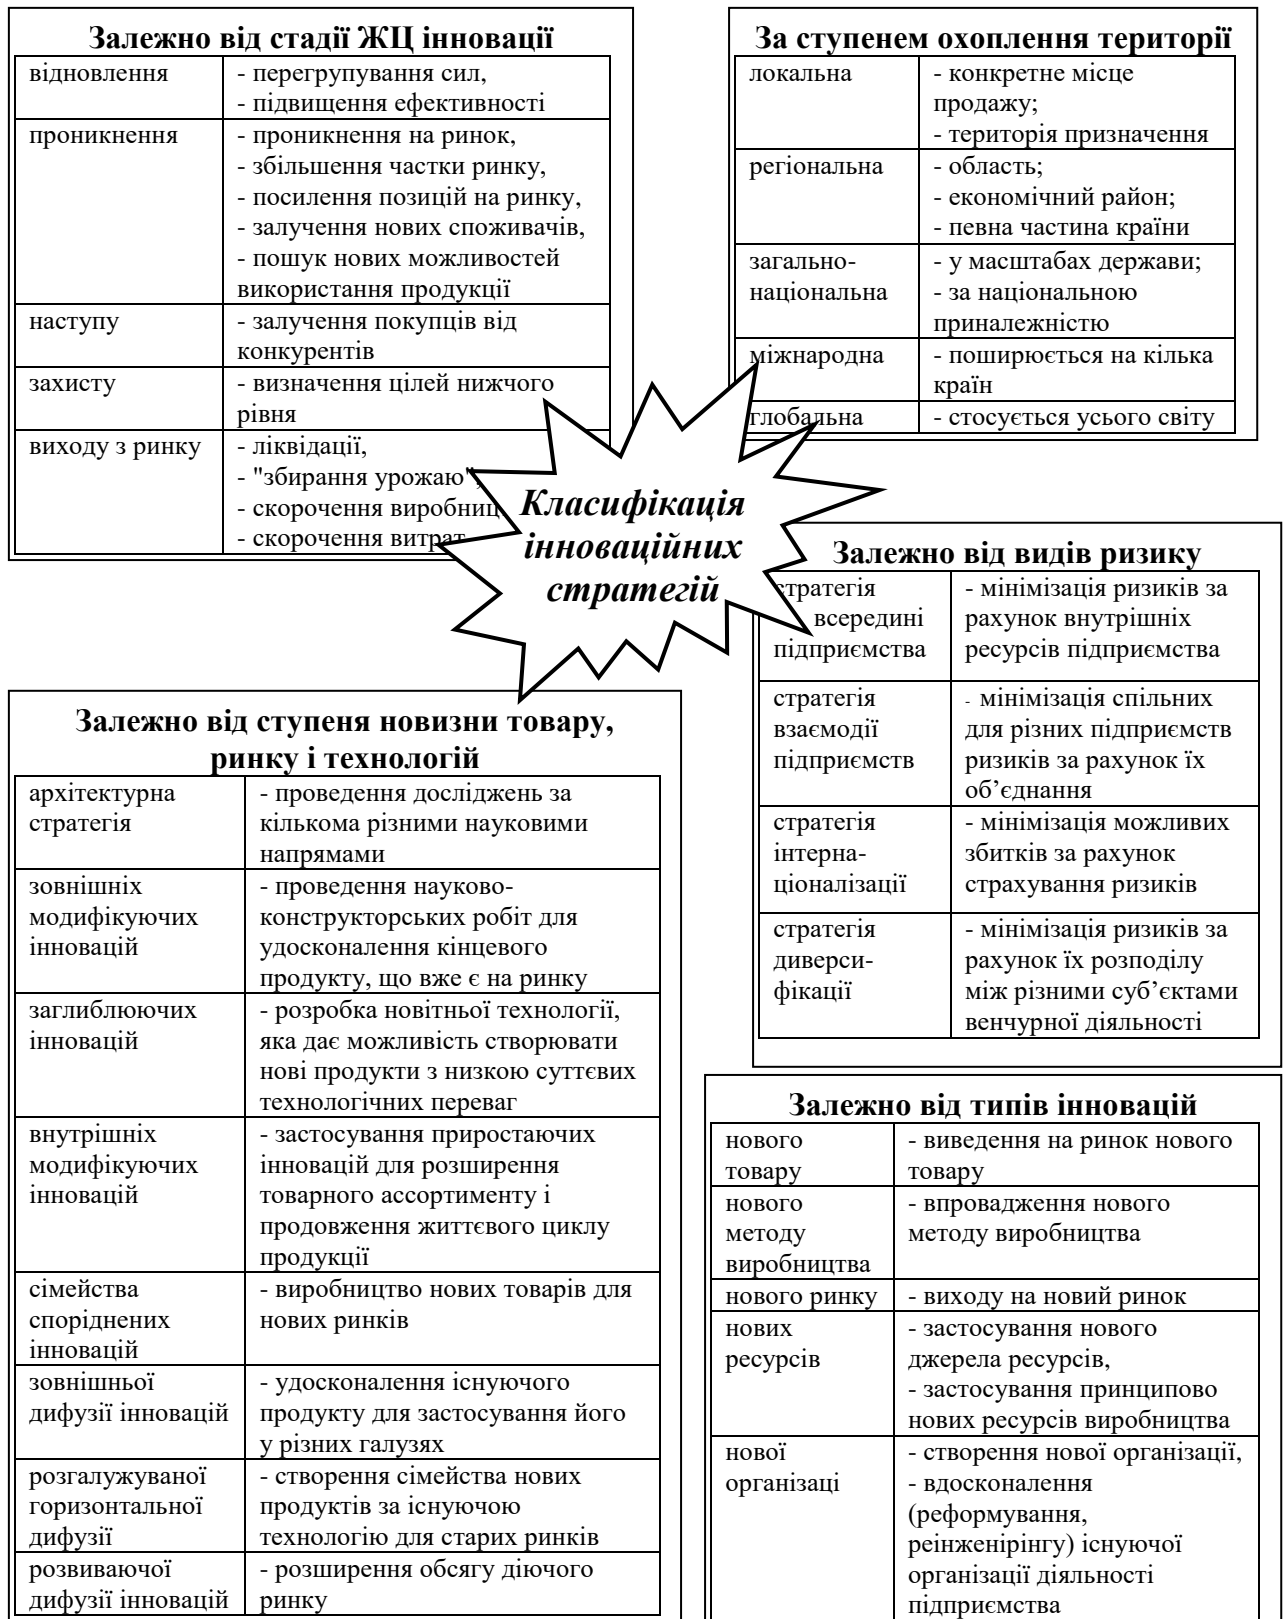 Залежно від стадії ЖЦ інновації
відновлення
- перегрупування сил,
- підвищення ефективності
проникнення
- проникнення на ринок,
- збільшення частки ринку,
- посилення позицій на ринку,
- залучення нових споживачів,
- пошук нових можливостей
використання продукції
наступу
- залучення покупців від
конкурентів
захисту
- визначення цілей нижчого
рівня
виходу з ринку
- ліквідації,
- "збирання урожаю",
- скорочення виробниц
- скорочення витрат
За ступенем охоплення території
локальна
- конкретне місце
продажу;
- територія призначення
регіональна
- область;
- економічний район;
- певна частина країни
загально-
національна
- у масштабах держави;
- за національною
приналежністю
міжнародна
- поширюється на кілька
країн
глобальна
- стосується усього світу
Класифікація
інноваційних
стратегій
Залежно від видів ризику
стратегія
всередині
підприємства
- мінімізація ризиків за
рахунок внутрішніх
ресурсів підприємства
стратегія
взаємодії
підприємств
- мінімізація спільних
для різних підприємств
ризиків за рахунок їх
об’єднання
стратегія
інтерна-
ціоналізації
- мінімізація можливих
збитків за рахунок
страхування ризиків
стратегія
диверси-
фікації
- мінімізація ризиків за
рахунок їх розподілу
між різними суб’єктами
венчурної діяльності
Залежно від ступеня новизни товару,
ринку і технологій
архітектурна
стратегія
- проведення досліджень за
кількома різними науковими
напрямами
зовнішніх
модифікуючих
інновацій
- проведення науково-
конструкторських робіт для
удосконалення кінцевого
продукту, що вже є на ринку
заглиблюючих
інновацій
- розробка новітньої технології,
яка дає можливість створювати
нові продукти з низкою суттєвих
технологічних переваг
внутрішніх
модифікуючих
інновацій
- застосування приростаючих
інновацій для розширення
товарного ассортименту і
продовження життєвого циклу
продукції
сімейства
споріднених
інновацій
- виробництво нових товарів для
нових ринків
зовнішньої
дифузії інновацій
- удосконалення існуючого
продукту для застосування його
у різних галузях
розгалужуваної
горизонтальної
дифузії
- створення сімейства нових
продуктів за існуючою
технологію для старих ринків
розвиваючої
дифузії інновацій
- розширення обсягу діючого
ринку
Залежно від типів інновацій
нового
товару
- виведення на ринок нового
товару
нового
методу
виробництва
- впровадження нового
методу виробництва
нового ринку
- виходу на новий ринок
нових
ресурсів
- застосування нового
джерела ресурсів,
- застосування принципово
нових ресурсів виробництва
нової
організаці
- створення нової організації,
- вдосконалення
(реформування,
реінженірінгу) існуючої
організації діяльності
підприємства